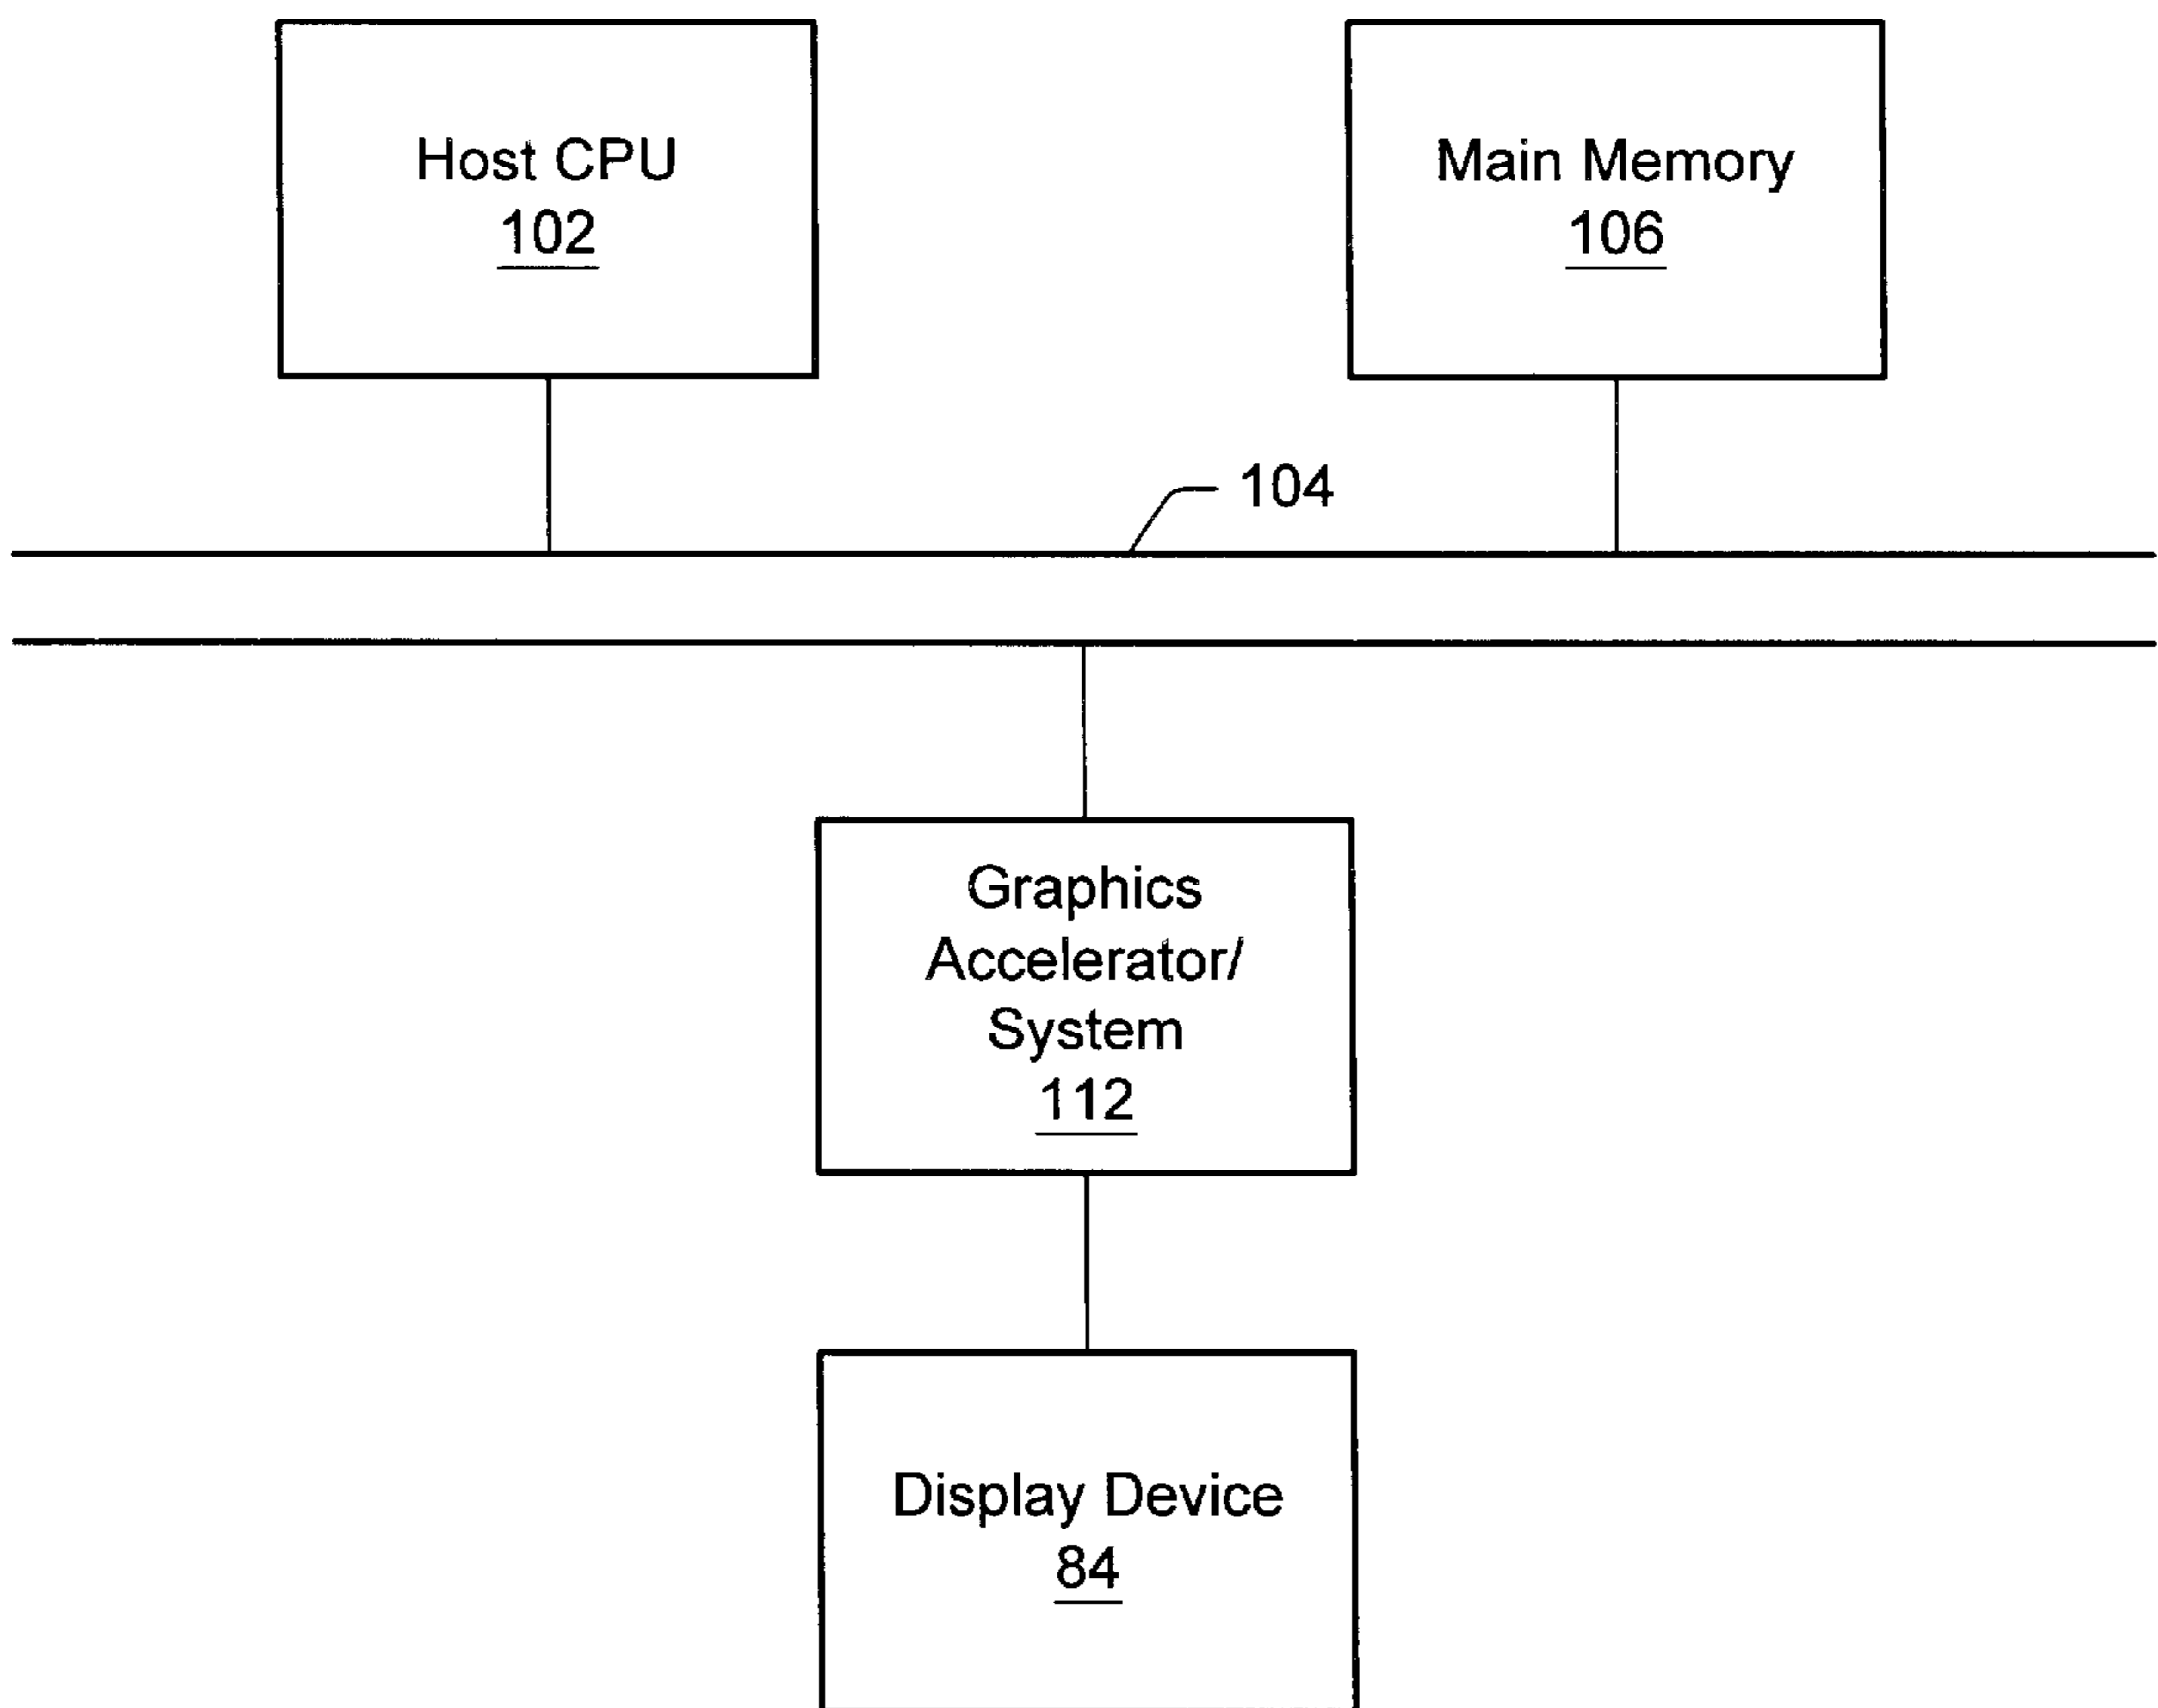 Host CPU
102
Main Memory
106
104
Graphics
Accelerator/
System
112
Display Device
84